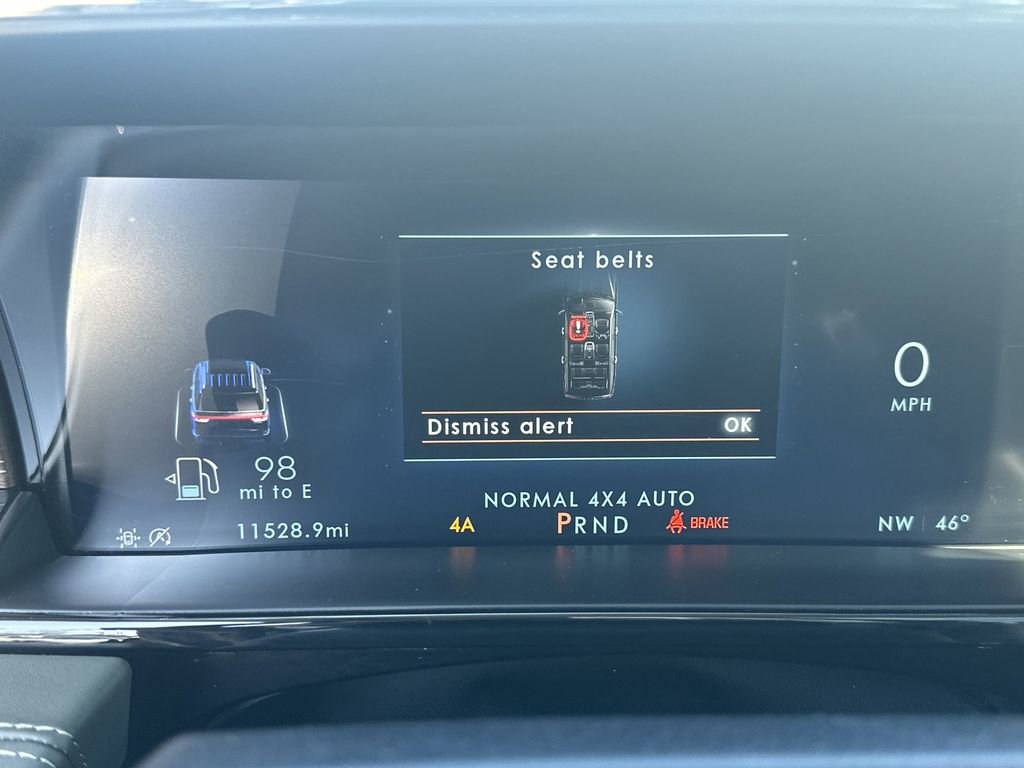 Seat belts
Dismiss alert OK
0
MPH
98
mi to E
11528.9mi
NORMAL 4X4 AUTO
4A
PRND
BRAKE
NW 46°